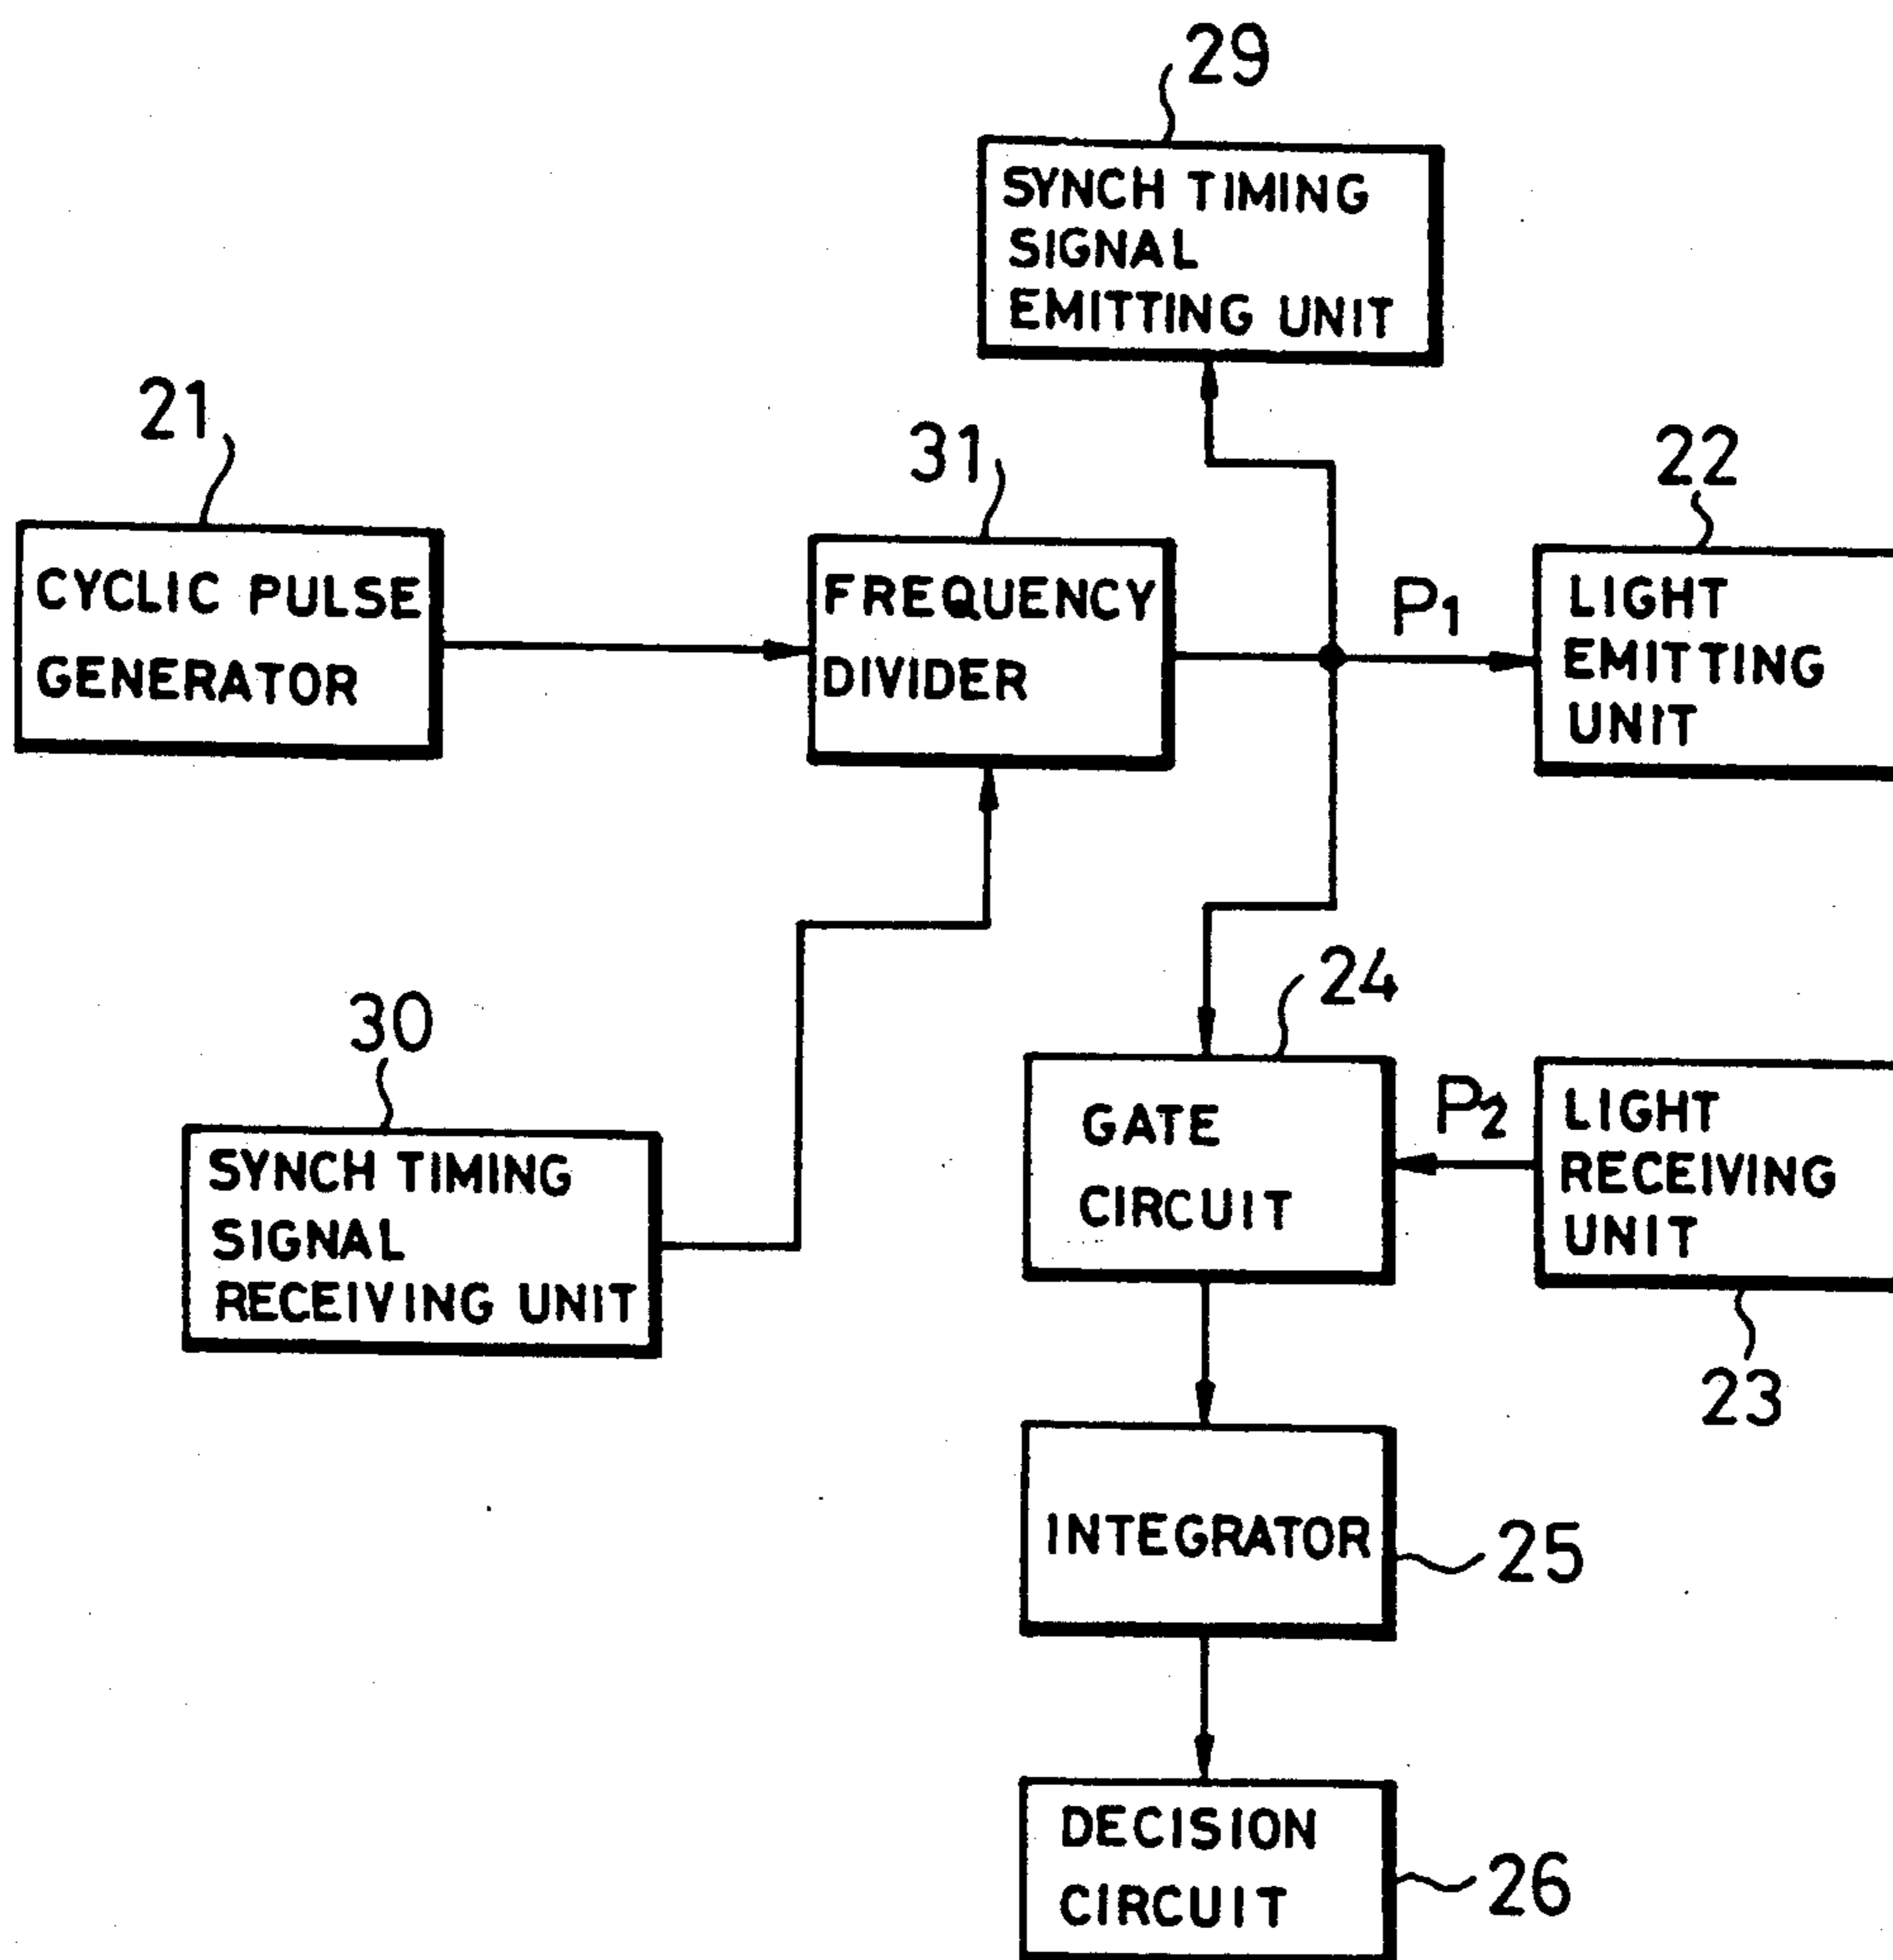 29
SYNCH TIMING
SIGNAL
EMITTING UNIT
21
CYCLIC PULSE
GENERATOR
31
FREQUENCY
DIVIDER
P1
22
LIGHT
EMITTING
UNIT
30
SYNCH TIMING
SIGNAL
RECEIVING UNIT
24
GATE
CIRCUIT
P2
LIGHT
RECEIVING
UNIT
23
INTEGRATOR
25
DECISION
CIRCUIT
26